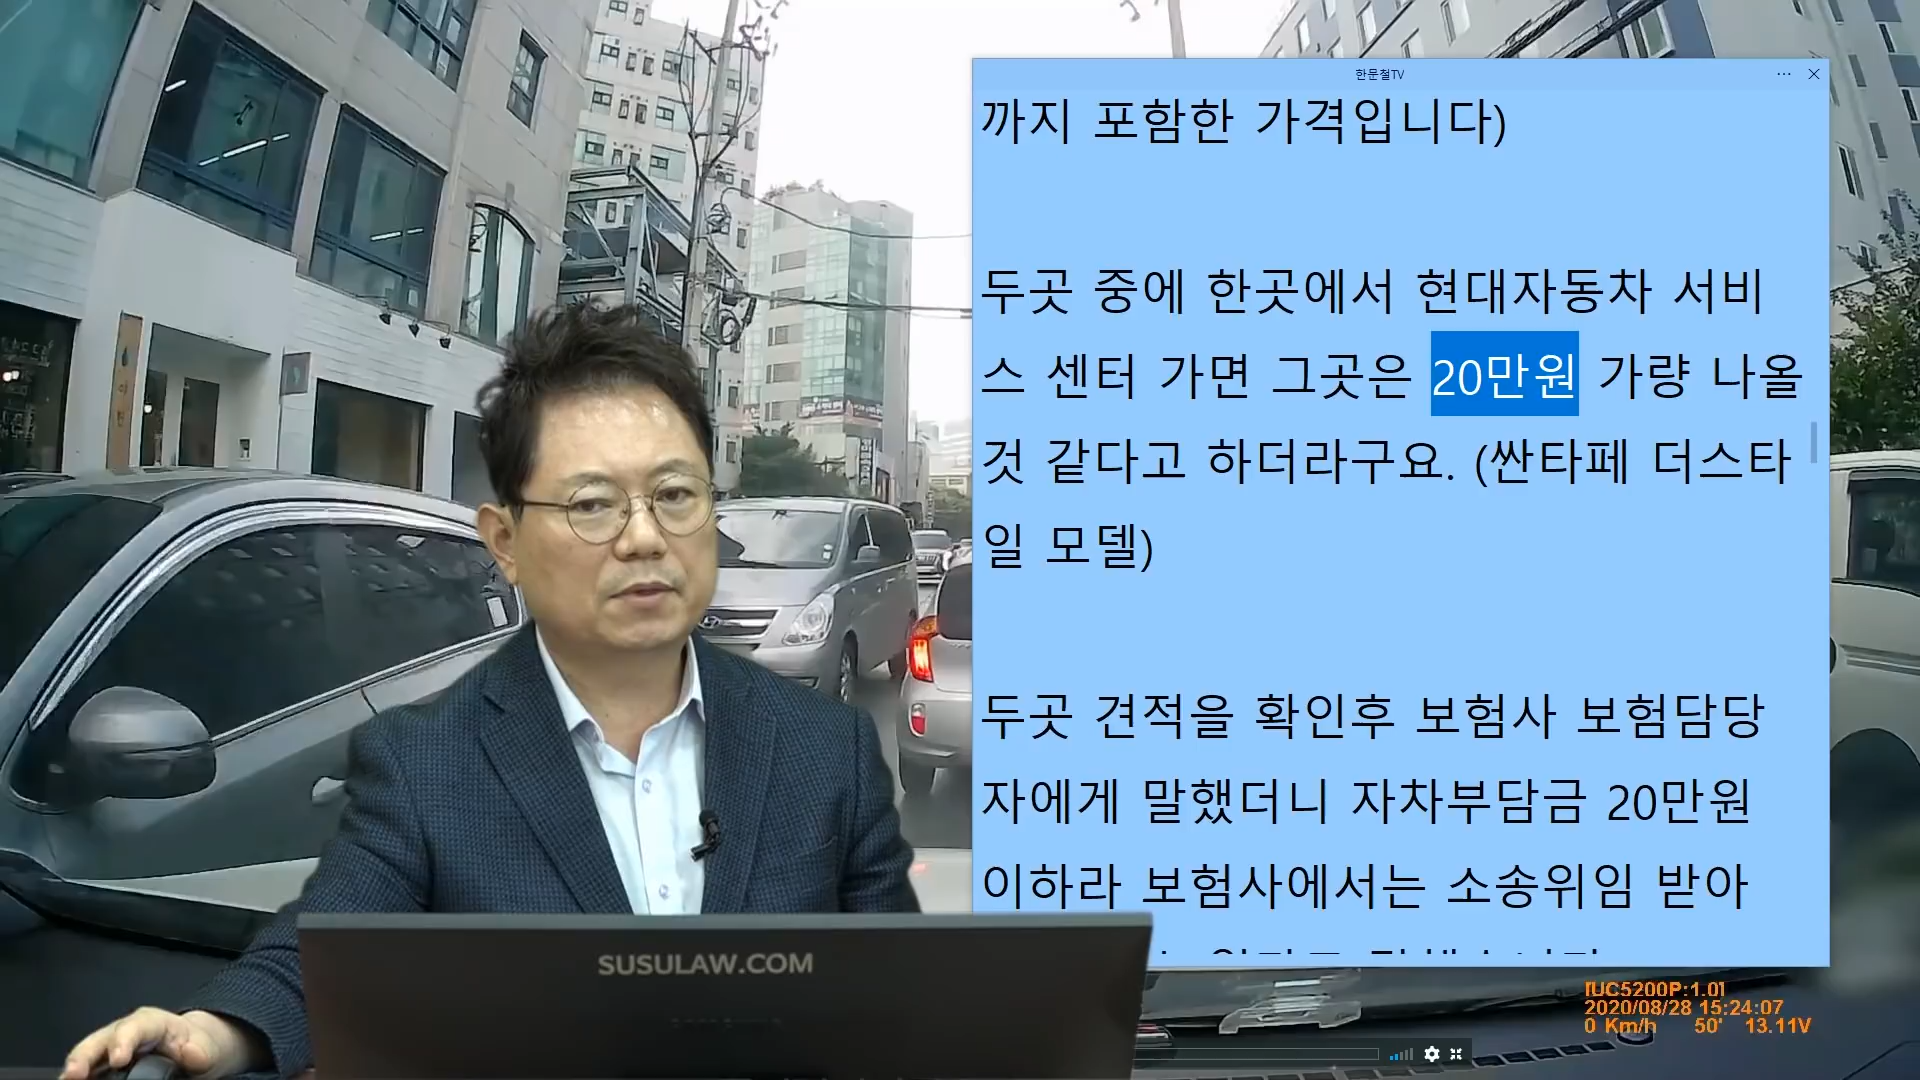 한문철TV
까지 포함한 가격입니다)
두곳 중에 한곳에서 현대자동차 서비
스 센터 가면 그곳은 20만원 가량 나올
것 같다고 하더라구요. (싼타페 더스타
일 모델)
두곳 견적을 확인후 보험사 보험담당
자에게 말했더니 자차부담금 20만원
이하라 보험사에서는 소송위임 받아
SUSULAW.COM
[UC5200P:1.0]
2020/08/28 15:24:07
0 Km/h 50' 13.11V